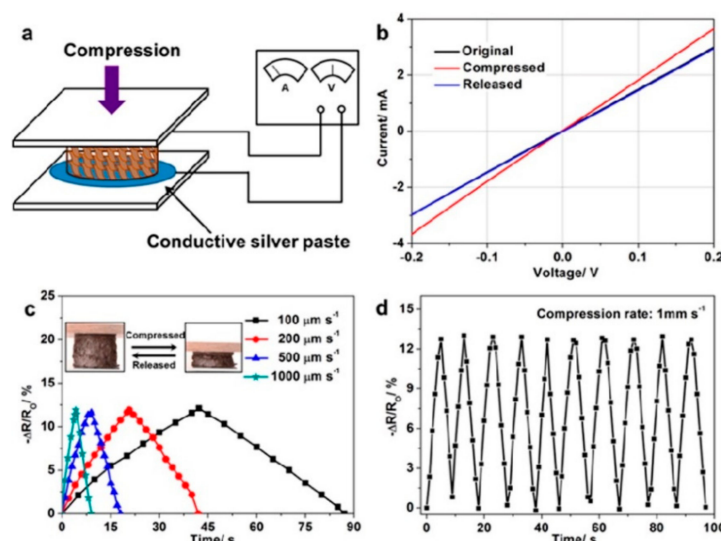 a
Compression
A
V
Conductive silver paste
b
Original
Compressed
Released
Current/ mA
4
2
0
-2
-4
-0.2
-0.1
0.0
0.1
0.2
Voltage/ V
c
-ΔR/R₀/ %
25
20
15
10
5
0
Compressed
Released
100 μm s⁻¹
200 μm s⁻¹
500 μm s⁻¹
1000 μm s⁻¹
0
15
30
45
60
75
90
Time/ s
d
Compression rate: 1mm s⁻¹
-ΔR/R₀/ %
15
12
9
6
3
0
0
20
40
60
80
100
Time/ s